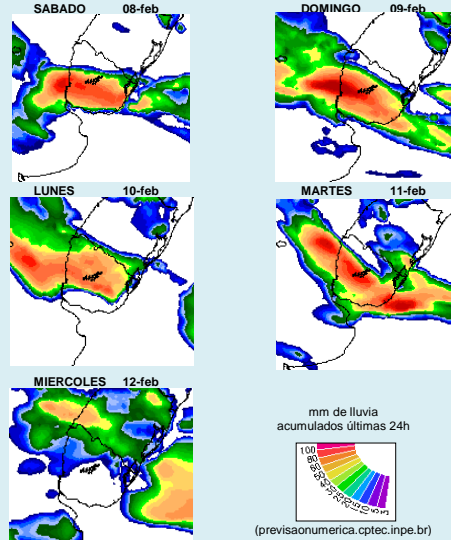 SABADO 08-feb
DOMINGO 09-feb
LUNES 10-feb
MARTES 11-feb
MIERCOLES 12-feb
mm de lluvia
acumulados últimas 24h
100
80
60
(previsaonumerica.cptec.inpe.br)